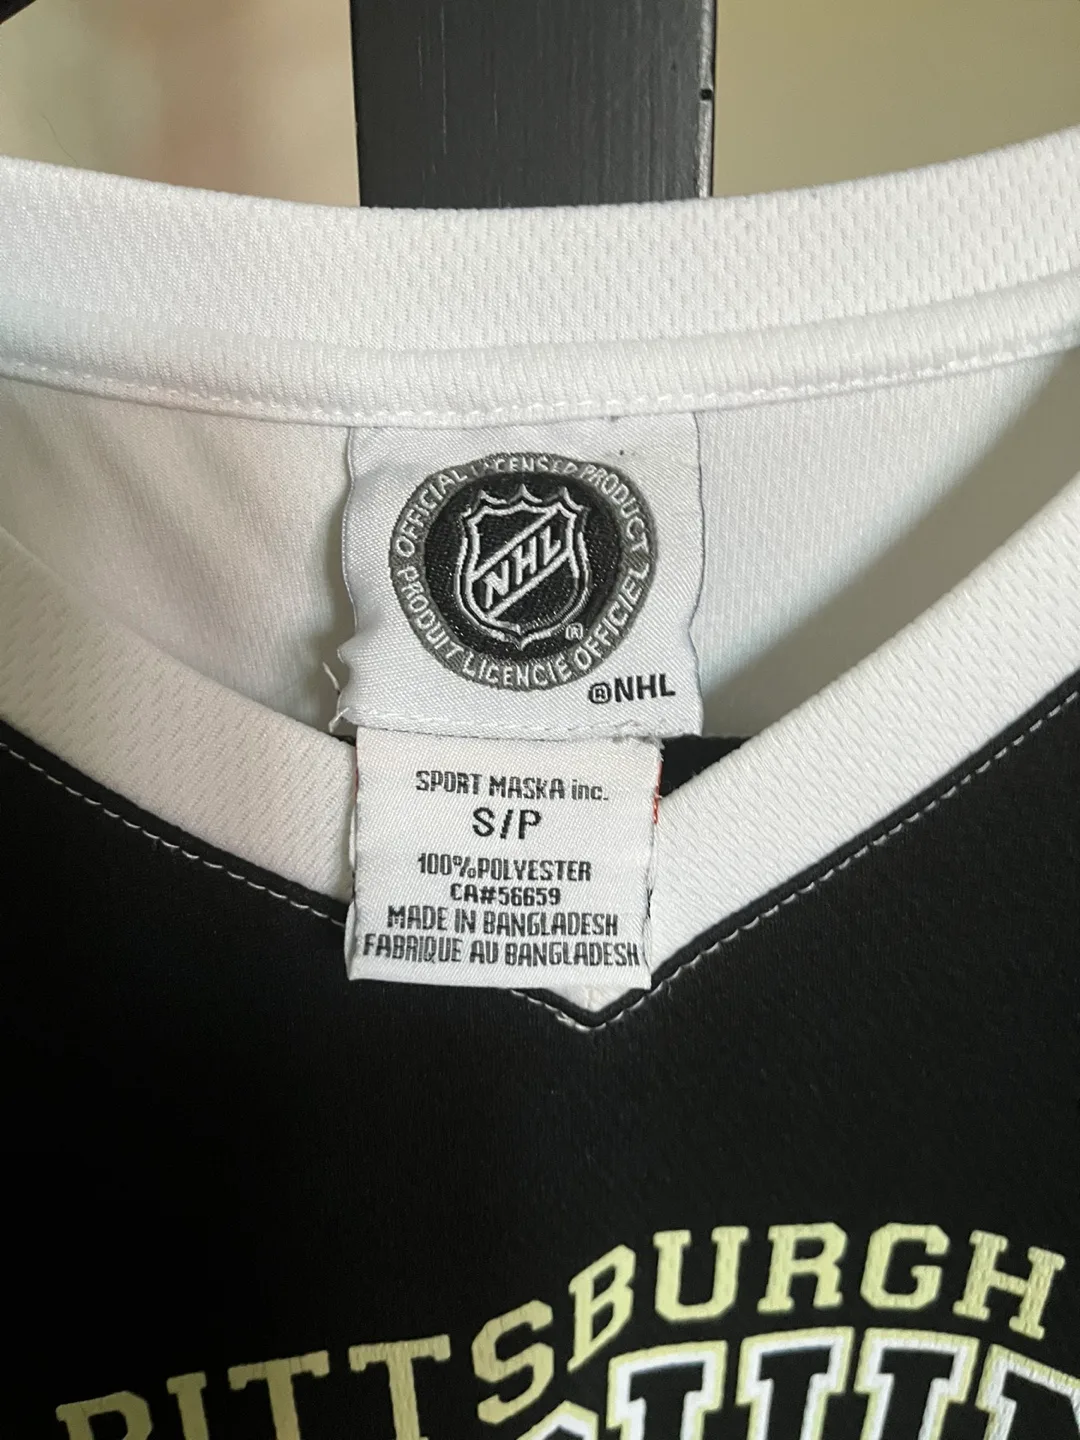 OFFICIAL LICENSED PRODUCT
PRODUIT LICENCIE OFFICIEL
NHL
®
®NHL
SPORT MASKA inc.
S/P
100%POLYESTER
CA#56659
MADE IN BANGLADESH
FABRIQUE AU BANGLADESH
PITTSBURGH